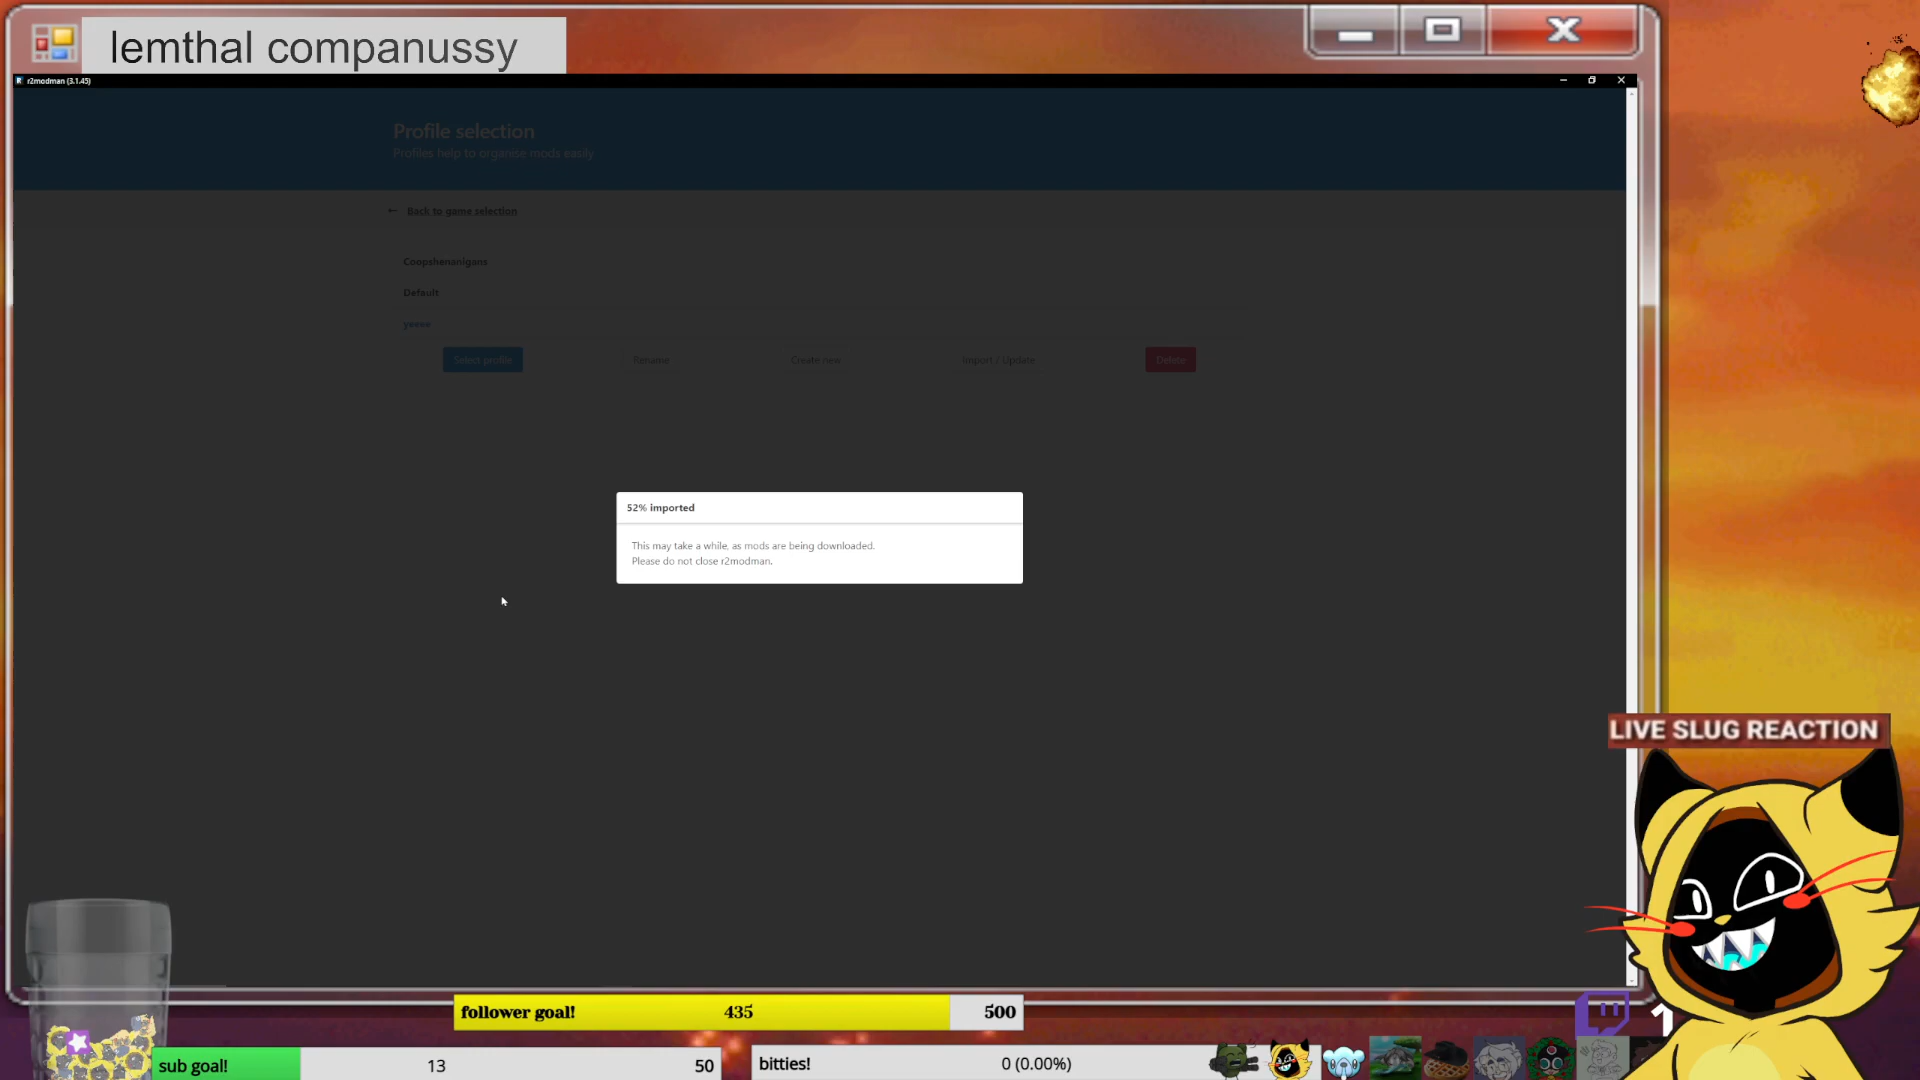 lemthal companussy
r2modman (3.1.45)
Profile selection
Profiles help to organise mods easily
← Back to game selection
Coopshenanigans
Default
yeeee
Select profile Rename Create new Import / Update Delete
52% imported
This may take a while, as mods are being downloaded.
Please do not close r2modman.
LIVE SLUG REACTION
follower goal! 435 500
sub goal! 13 50
bitties! 0 (0.00%)